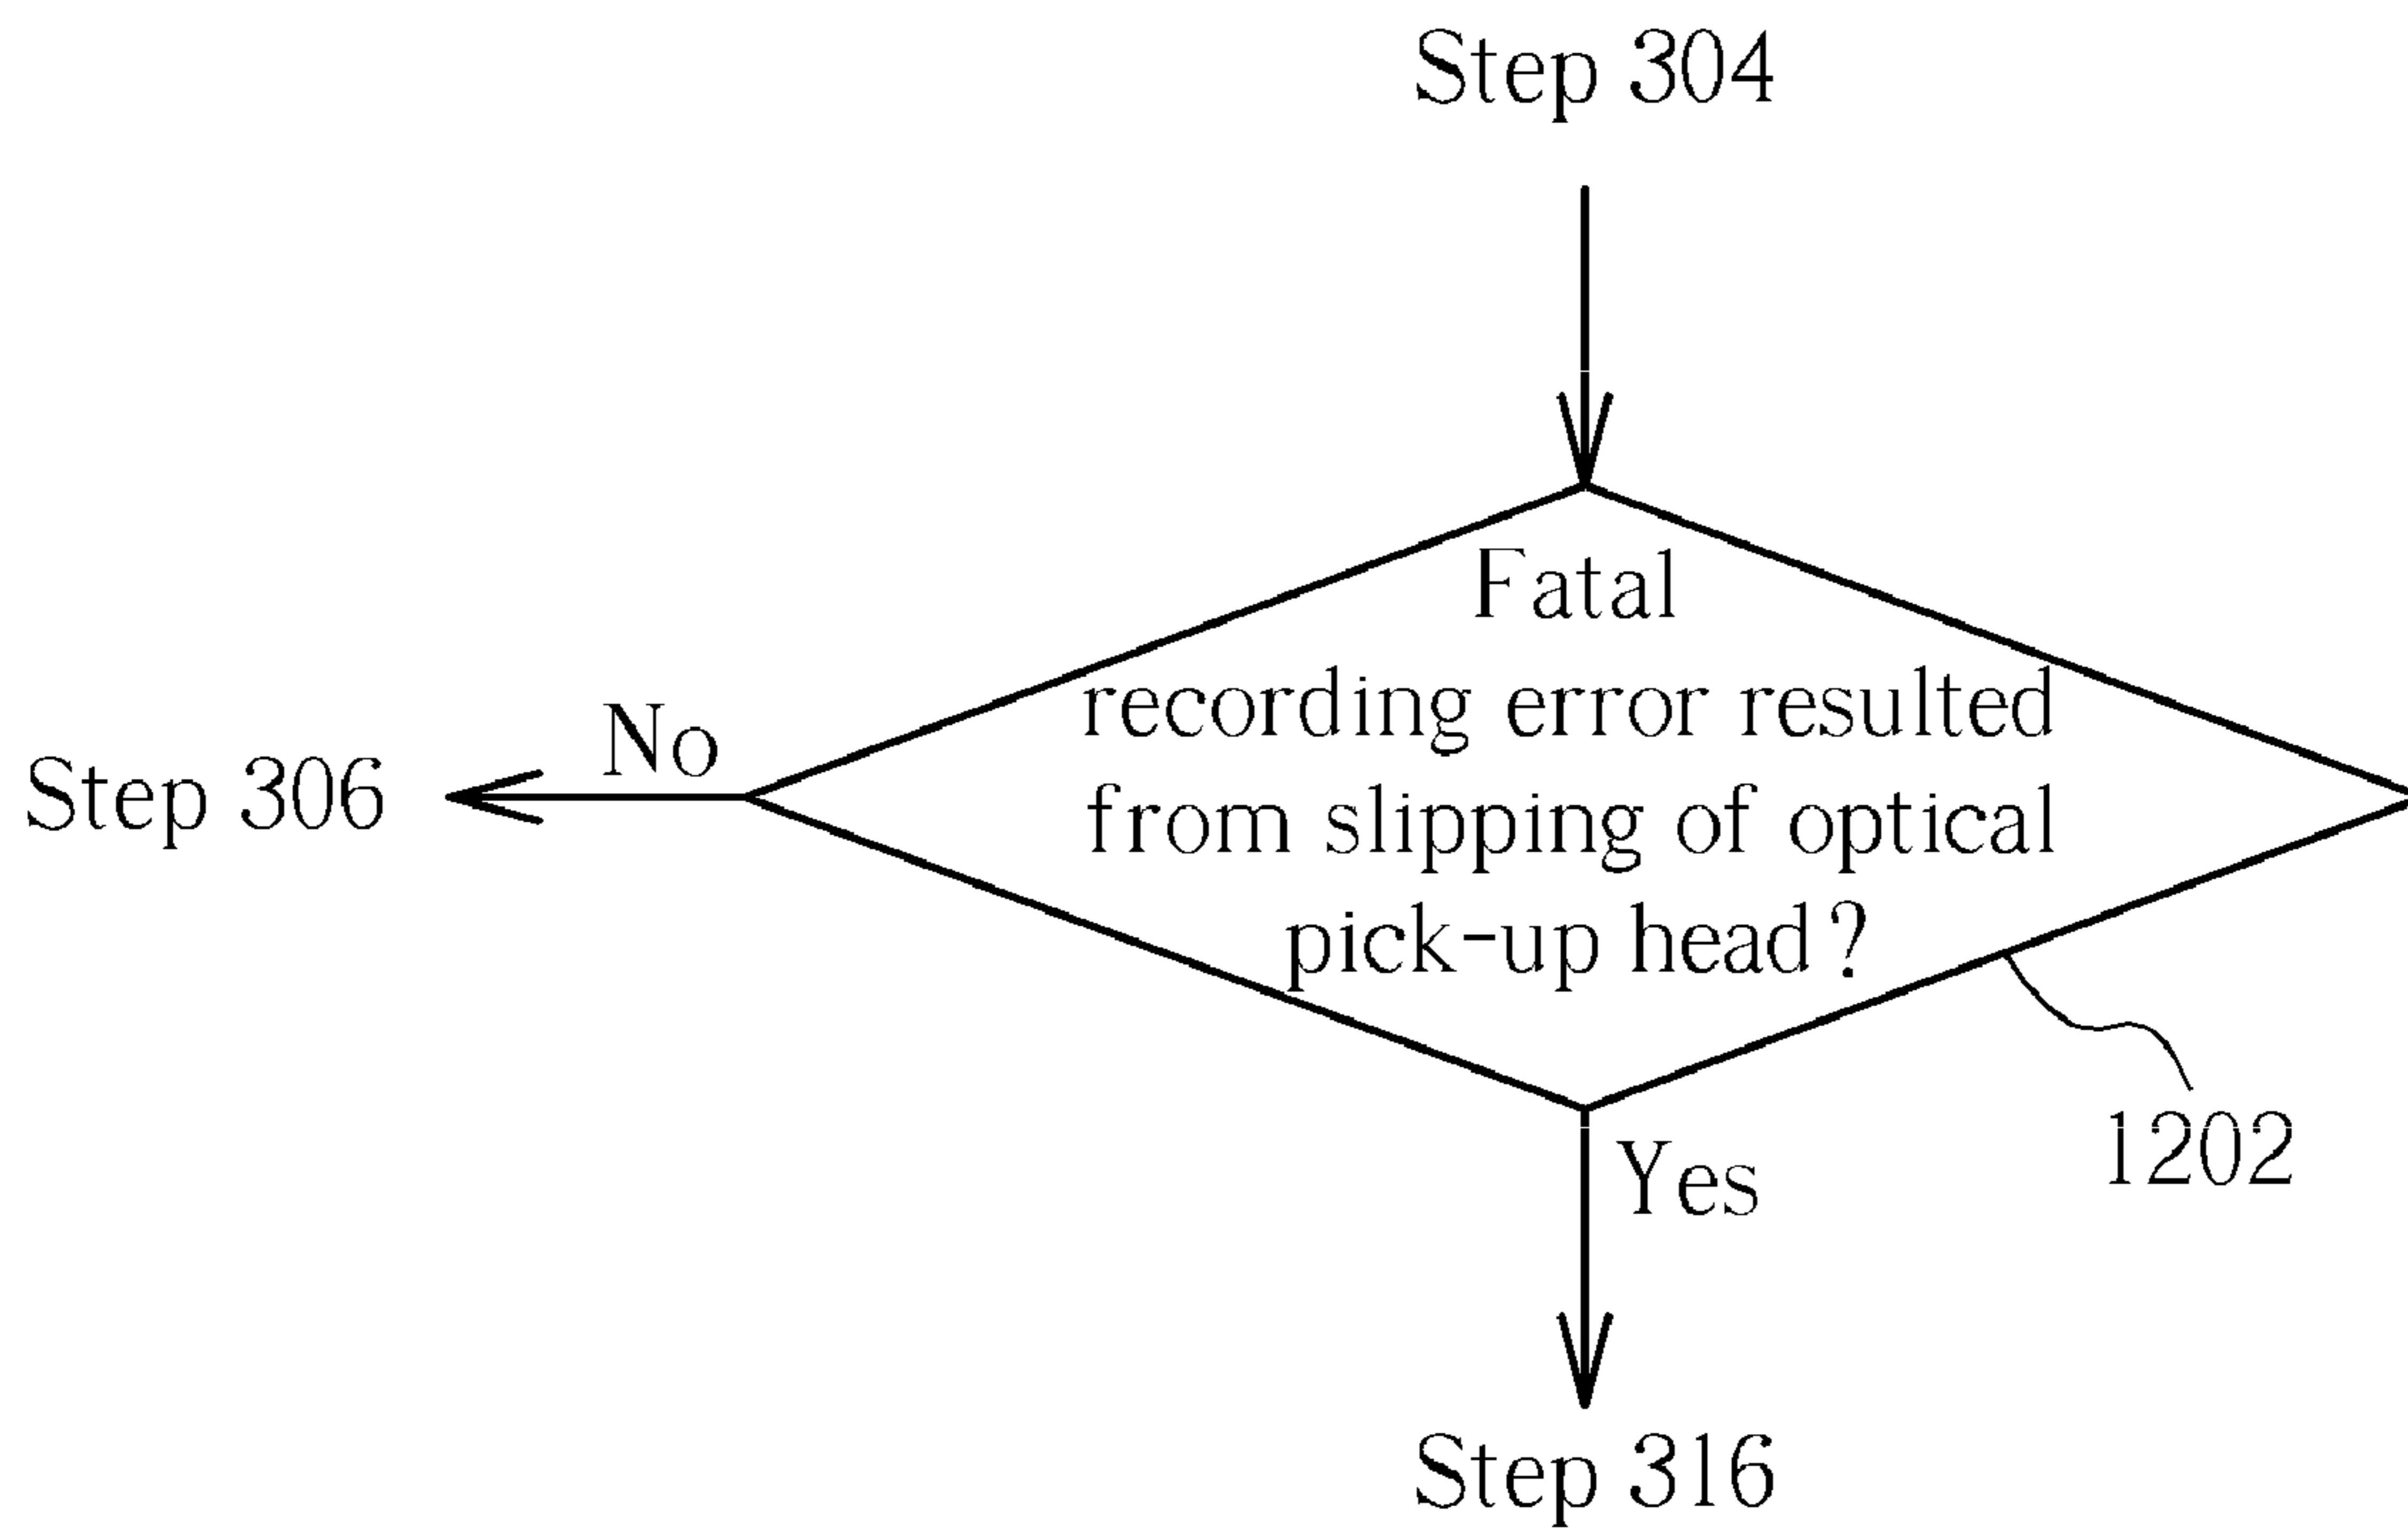 Step 304
Fatal
recording error resulted
from slipping of optical
pick-up head?
No
Step 306
1202
Yes
Step 316